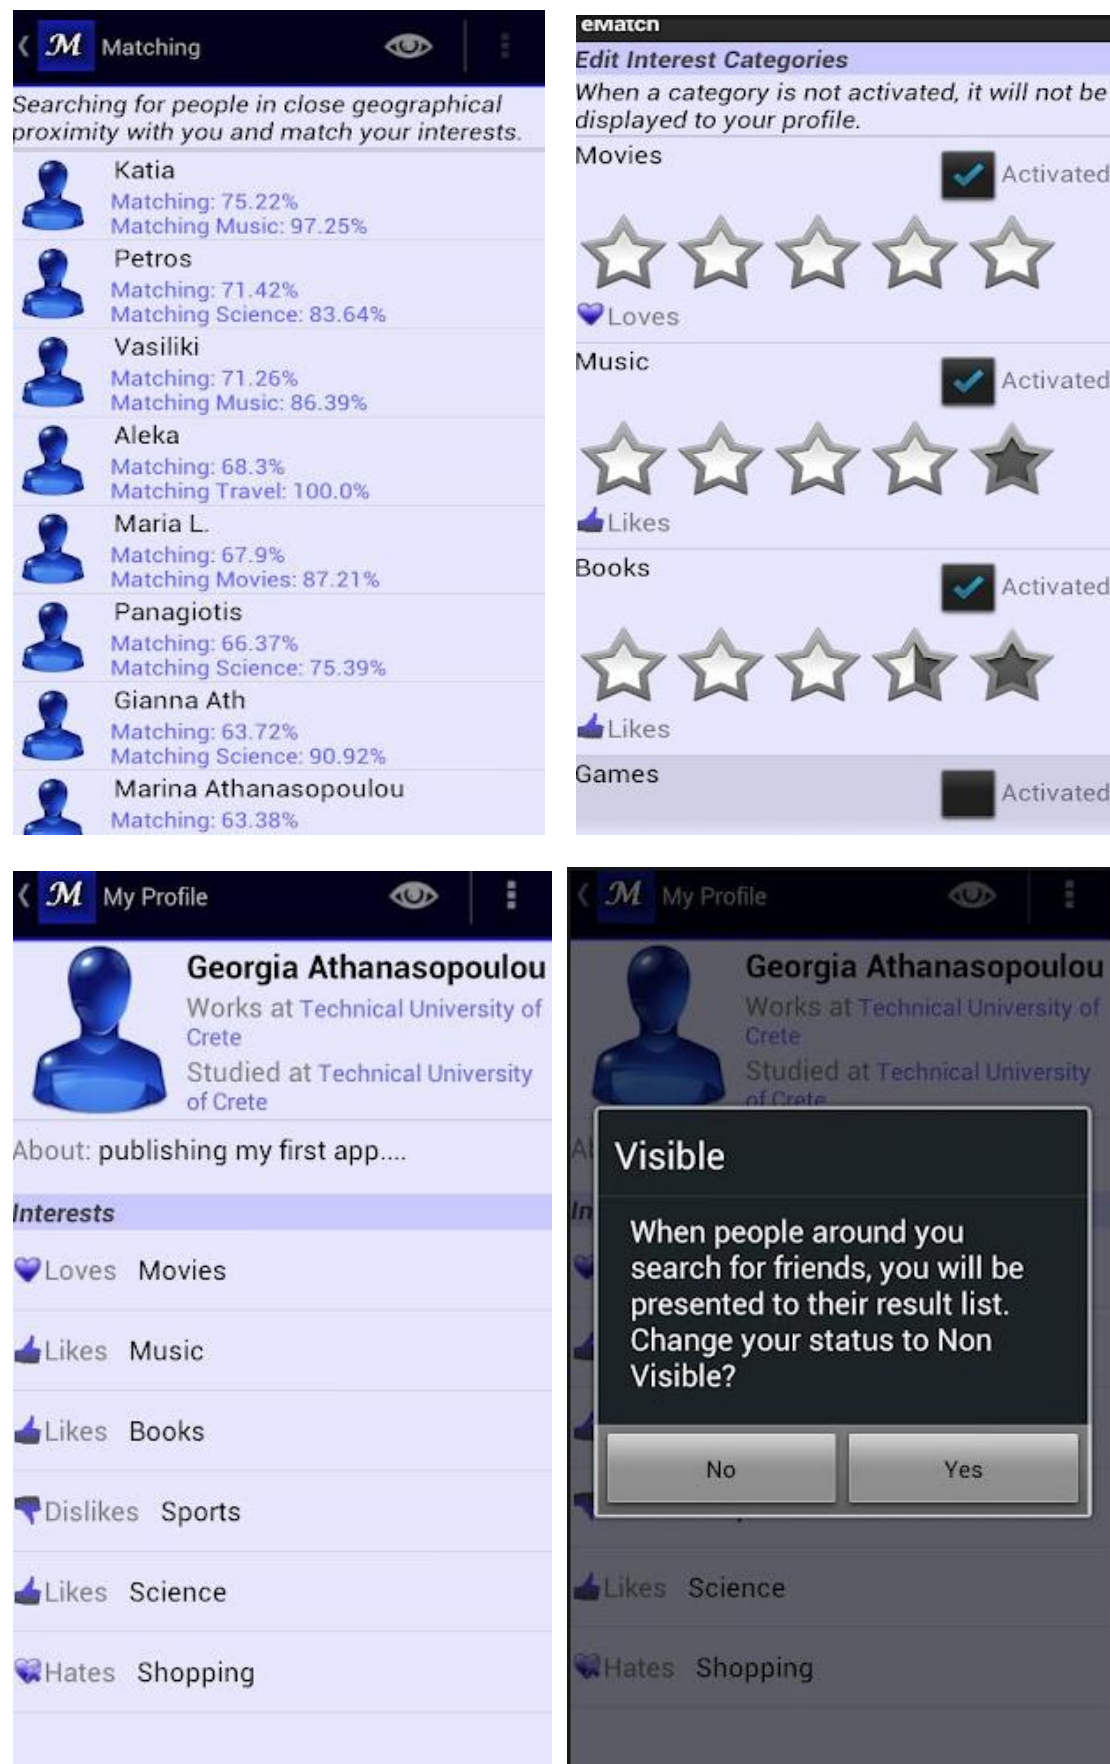 M Matching
Searching for people in close geographical
proximity with you and match your interests.
Katia
Matching: 75.22%
Matching Music: 97.25%
Petros
Matching: 71.42%
Matching Science: 83.64%
Vasiliki
Matching: 71.26%
Matching Music: 86.39%
Aleka
Matching: 68.3%
Matching Travel: 100.0%
Maria L.
Matching: 67.9%
Matching Movies: 87.21%
Panagiotis
Matching: 66.37%
Matching Science: 75.39%
Gianna Ath
Matching: 63.72%
Matching Science: 90.92%
Marina Athanasopoulou
Matching: 63.38%
eMatch
Edit Interest Categories
When a category is not activated, it will not be
displayed to your profile.
Movies
Activated
Loves
Music
Activated
Likes
Books
Activated
Likes
Games
Activated
M My Profile
Georgia Athanasopoulou
Works at Technical University of
Crete
Studied at Technical University
of Crete
About: publishing my first app....
Interests
Loves Movies
Likes Music
Likes Books
Dislikes Sports
Likes Science
Hates Shopping
M My Profile
Georgia Athanasopoulou
Works at Technical University of
Crete
Studied at Technical University
of Crete
Visible
When people around you
search for friends, you will be
presented to their result list.
Change your status to Non
Visible?
No Yes
Likes Science
Hates Shopping